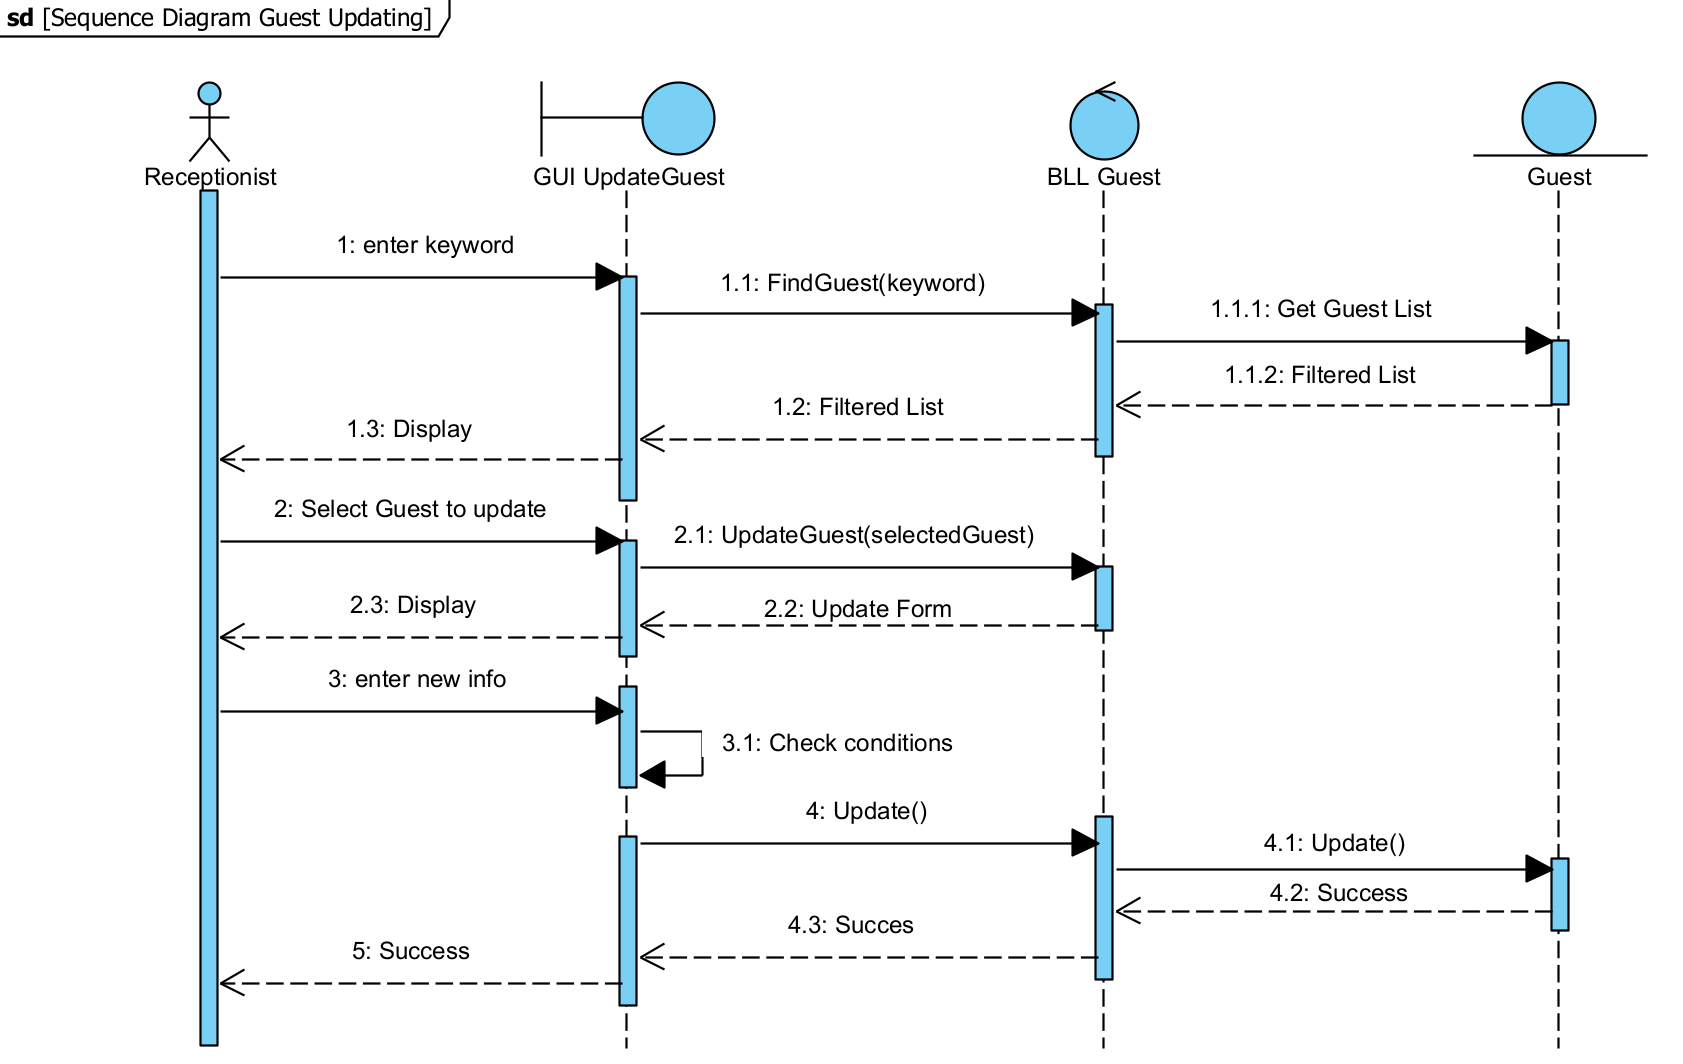 sd [Sequence Diagram Guest Updating]
Receptionist
GUI UpdateGuest
BLL Guest
Guest
1: enter keyword
1.1: FindGuest(keyword)
1.1.1: Get Guest List
1.1.2: Filtered List
1.2: Filtered List
1.3: Display
2: Select Guest to update
2.1: UpdateGuest(selectedGuest)
2.2: Update Form
2.3: Display
3: enter new info
3.1: Check conditions
4: Update()
4.1: Update()
4.2: Success
4.3: Succes
5: Success